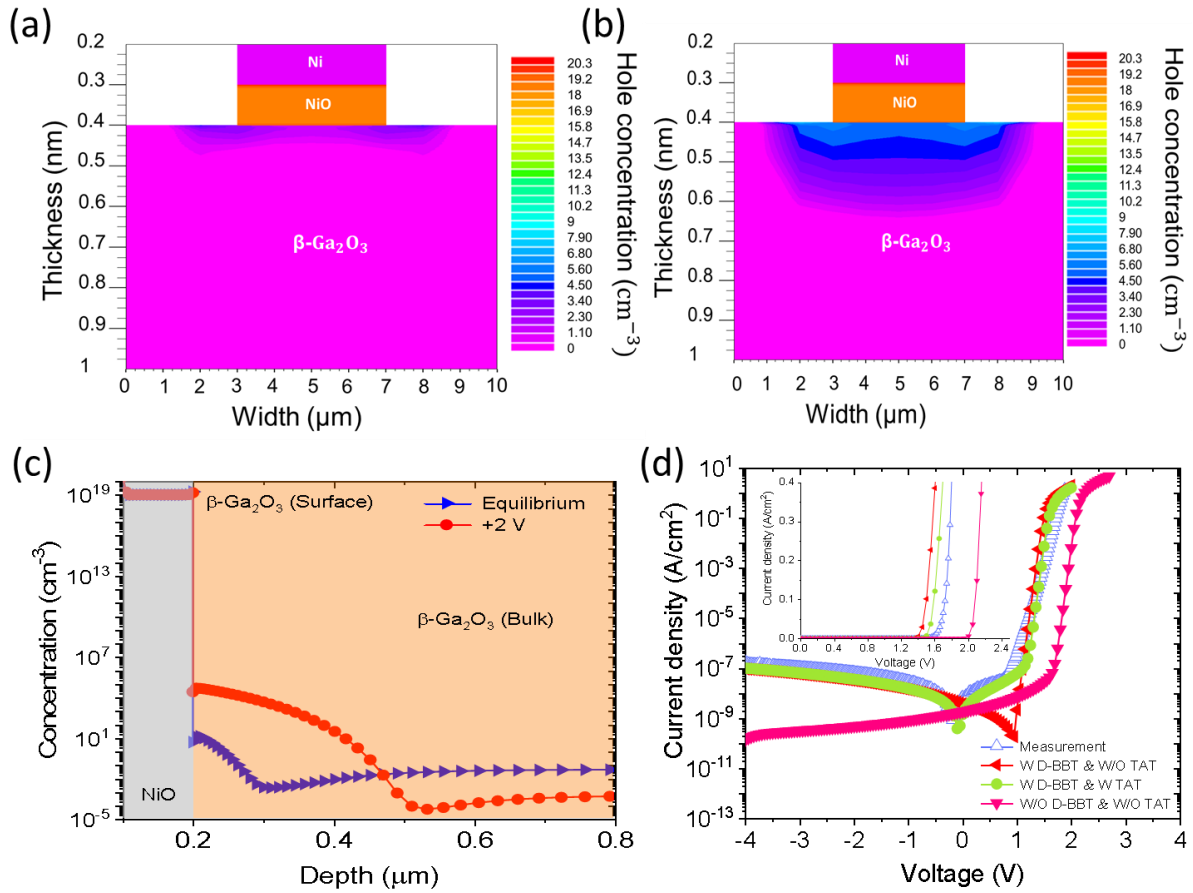 (a)
0.2
0.3
0.4
0.5
0.6
0.7
0.8
0.9
1
Thickness (nm)
Ni
NiO
β-Ga₂O₃
0 1 2 3 4 5 6 7 8 9 10
Width (μm)
20.3
19.2
18
16.9
15.8
14.7
13.5
12.4
11.3
10.2
9
7.90
6.80
5.60
4.50
3.40
2.30
1.10
0
Hole concentration (cm⁻³)
(b)
0.2
0.3
0.4
0.5
0.6
0.7
0.8
0.9
1
Thickness (nm)
Ni
NiO
β-Ga₂O₃
0 1 2 3 4 5 6 7 8 9 10
Width (μm)
20.3
19.2
18
16.9
15.8
14.7
13.5
12.4
11.3
10.2
9
7.90
6.80
5.60
4.50
3.40
2.30
1.10
0
Hole concentration (cm⁻³)
(c)
10¹⁹
10¹³
10⁷
10¹
10⁻⁵
Concentration (cm⁻³)
β-Ga₂O₃ (Surface)
Equilibrium
+2 V
β-Ga₂O₃ (Bulk)
NiO
0.2 0.4 0.6 0.8
Depth (μm)
(d)
10¹
10⁻¹
10⁻³
10⁻⁵
10⁻⁷
10⁻⁹
10⁻¹¹
10⁻¹³
Current density (A/cm²)
0.4
0.3
0.2
0.1
0.0
Current density (A/cm²)
0.0 0.4 0.8 1.2 1.6 2.0 2.4
Voltage (V)
Measurement
W D-BBT & W/O TAT
W D-BBT & W TAT
W/O D-BBT & W/O TAT
-4 -3 -2 -1 0 1 2 3 4
Voltage (V)